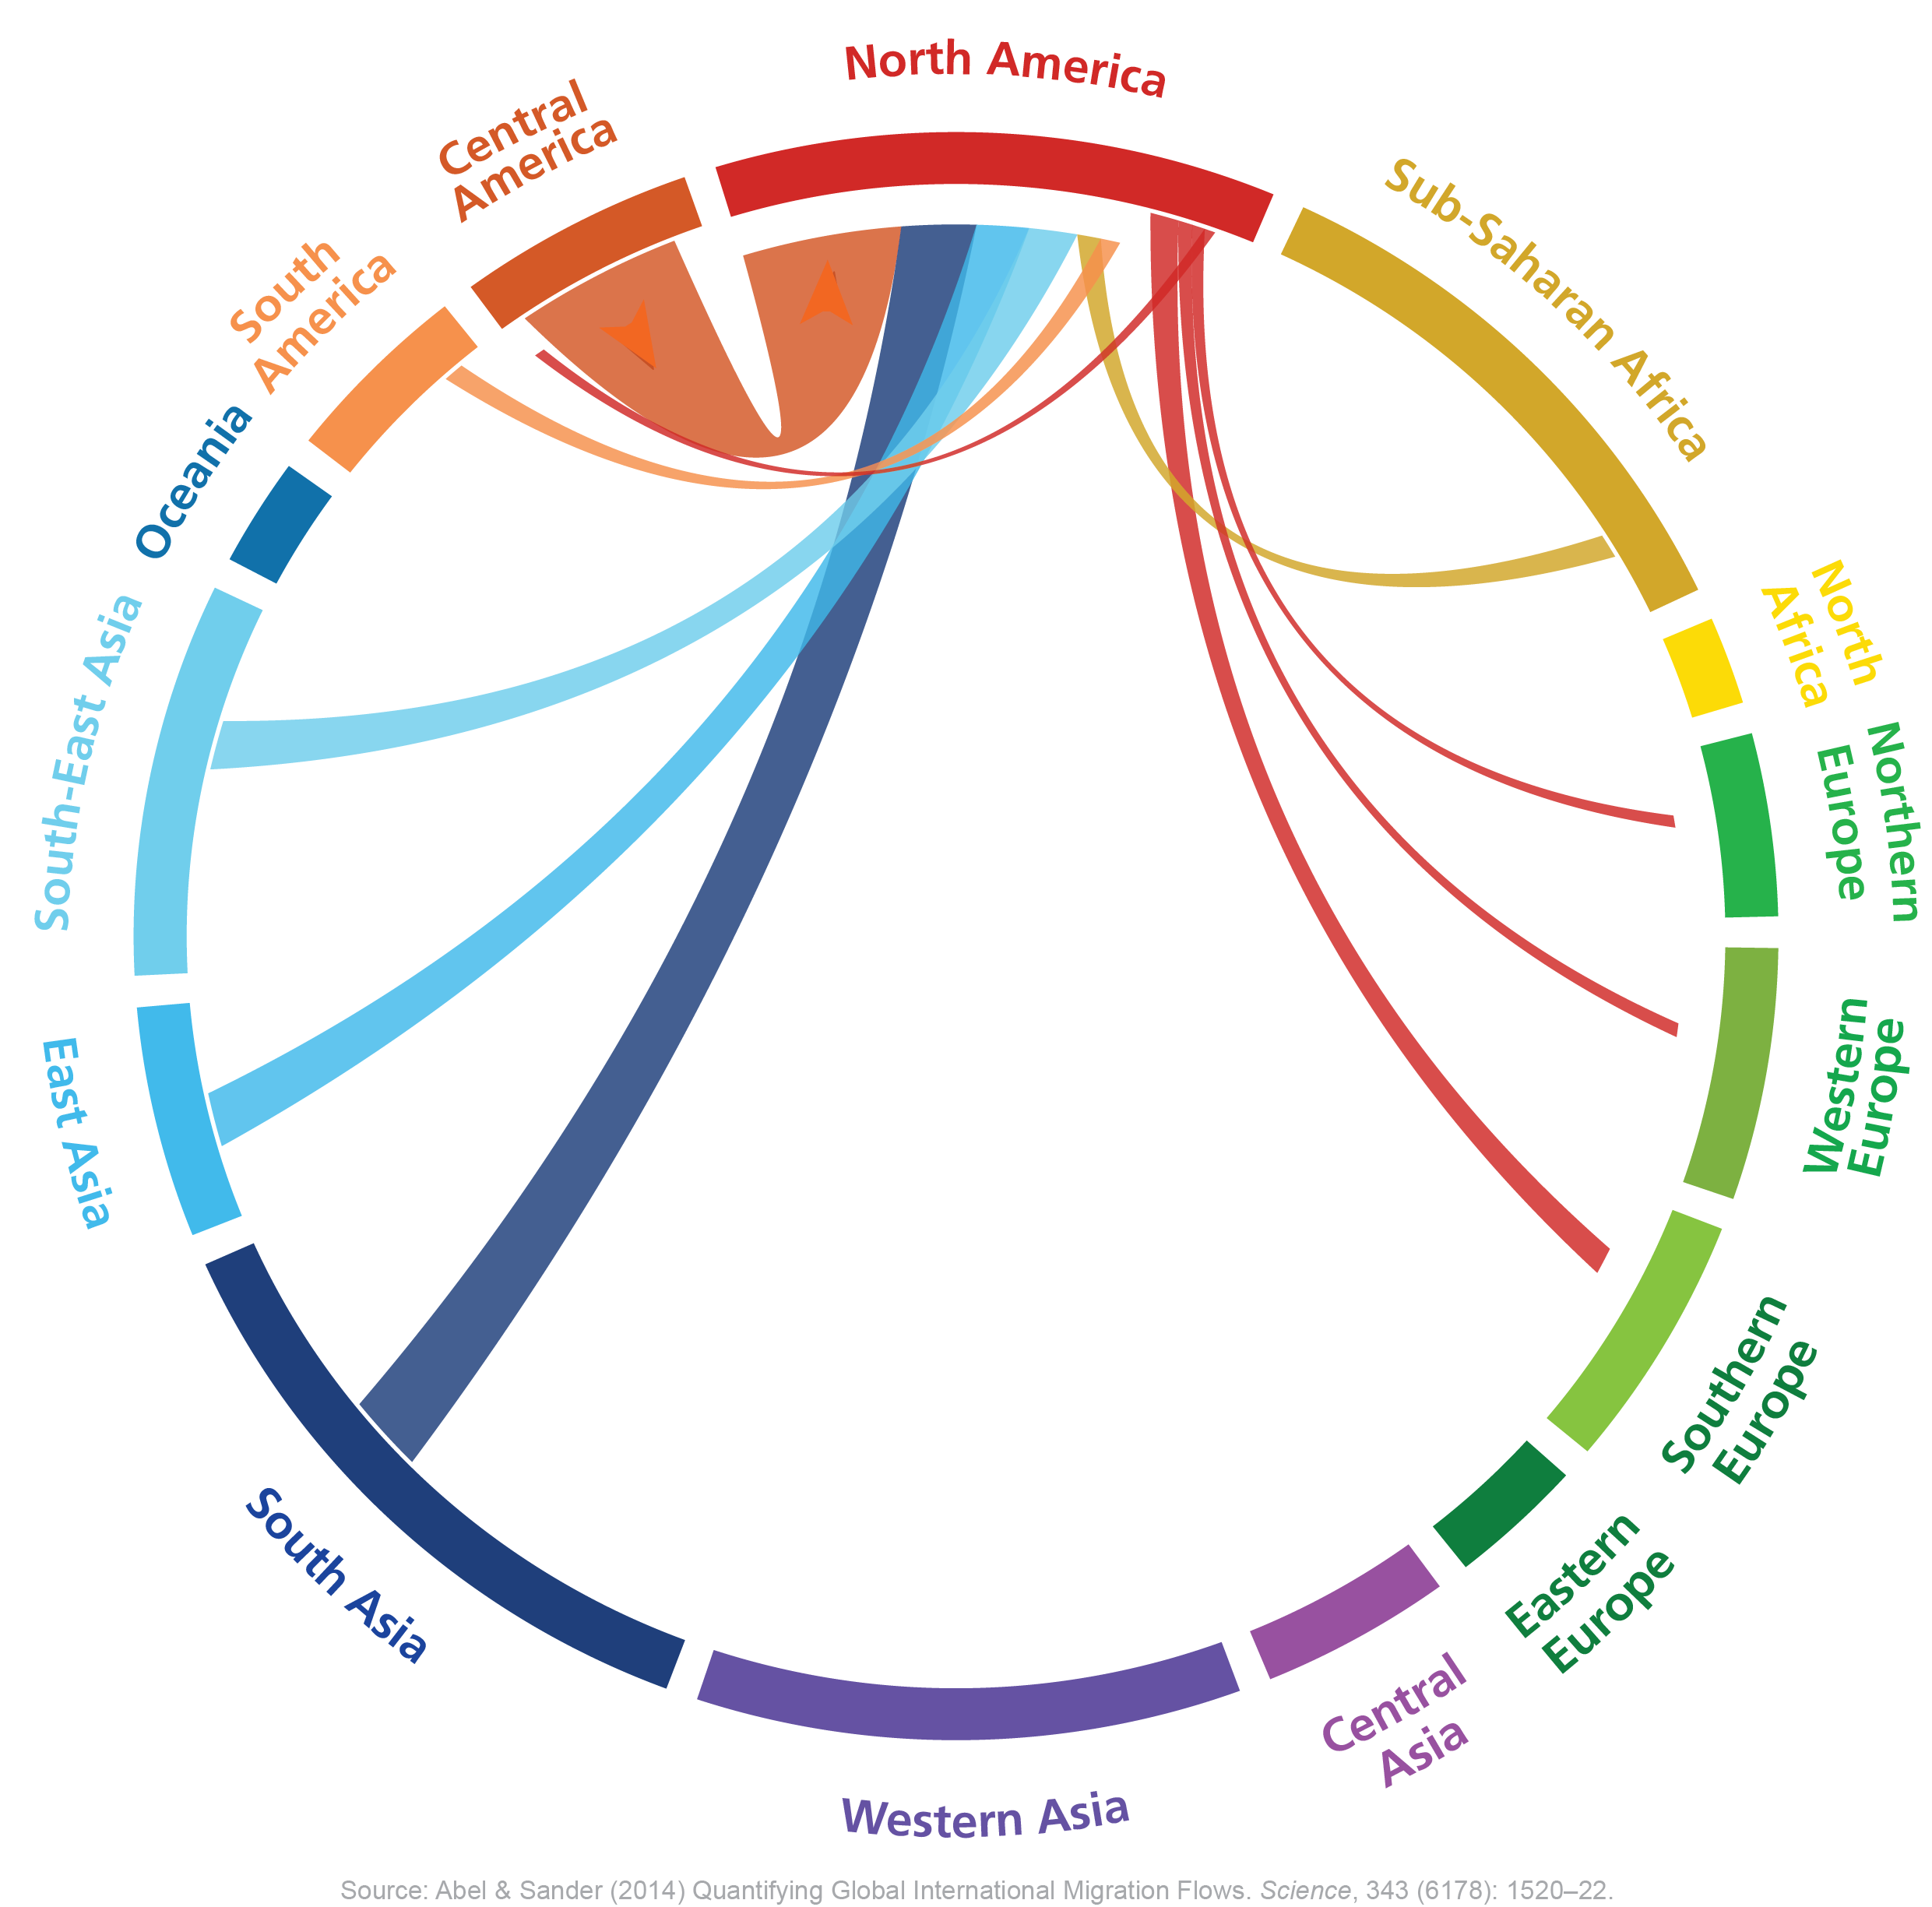 North America
Central
America
South
America
Oceania
South-East Asia
East Asia
South Asia
Western Asia
Central
Asia
Eastern
Europe
Southern
Europe
Western
Europe
Northern
Europe
North
Africa
Sub-Saharan Africa
Source: Abel & Sander (2014) Quantifying Global International Migration Flows. Science, 343 (6178): 1520–22.